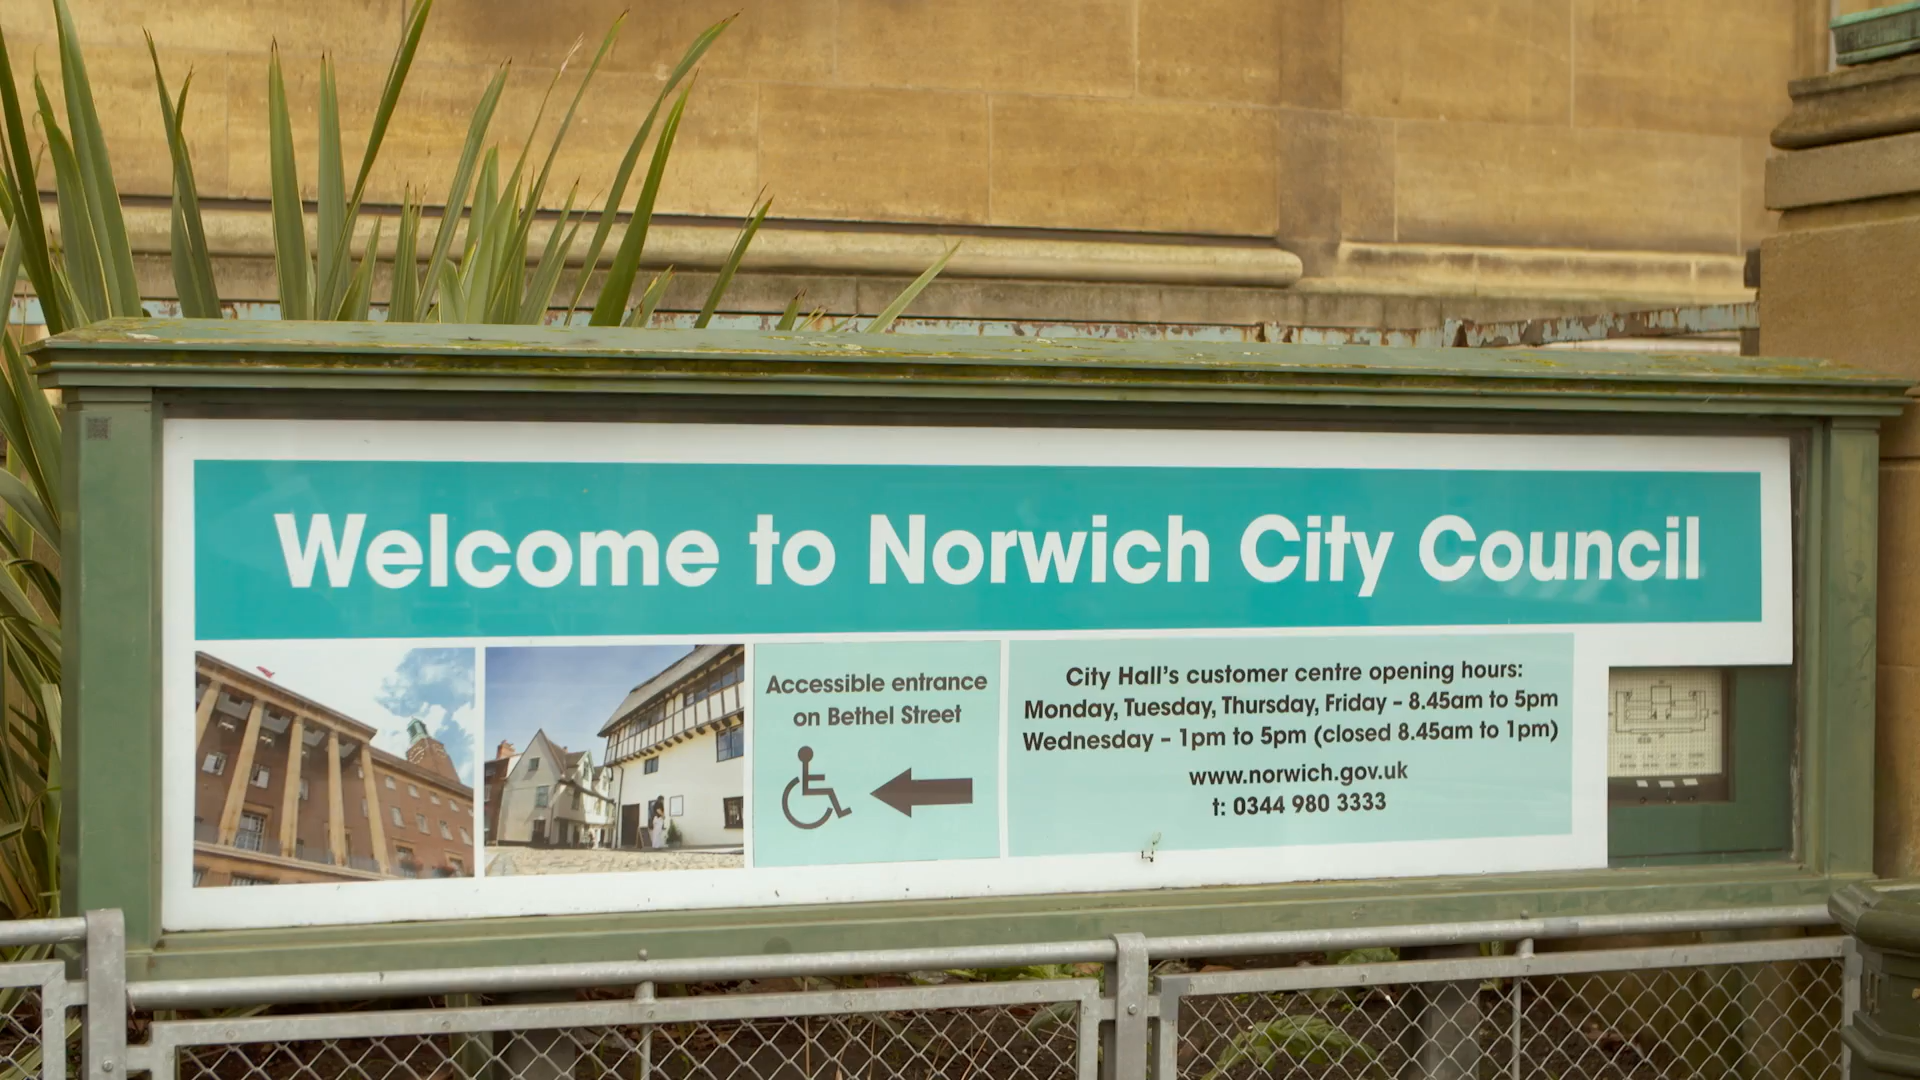 Welcome to Norwich City Council
Accessible entrance
on Bethel Street
City Hall's customer centre opening hours:
Monday, Tuesday, Thursday, Friday – 8.45am to 5pm
Wednesday – 1pm to 5pm (closed 8.45am to 1pm)
www.norwich.gov.uk
t: 0344 980 3333